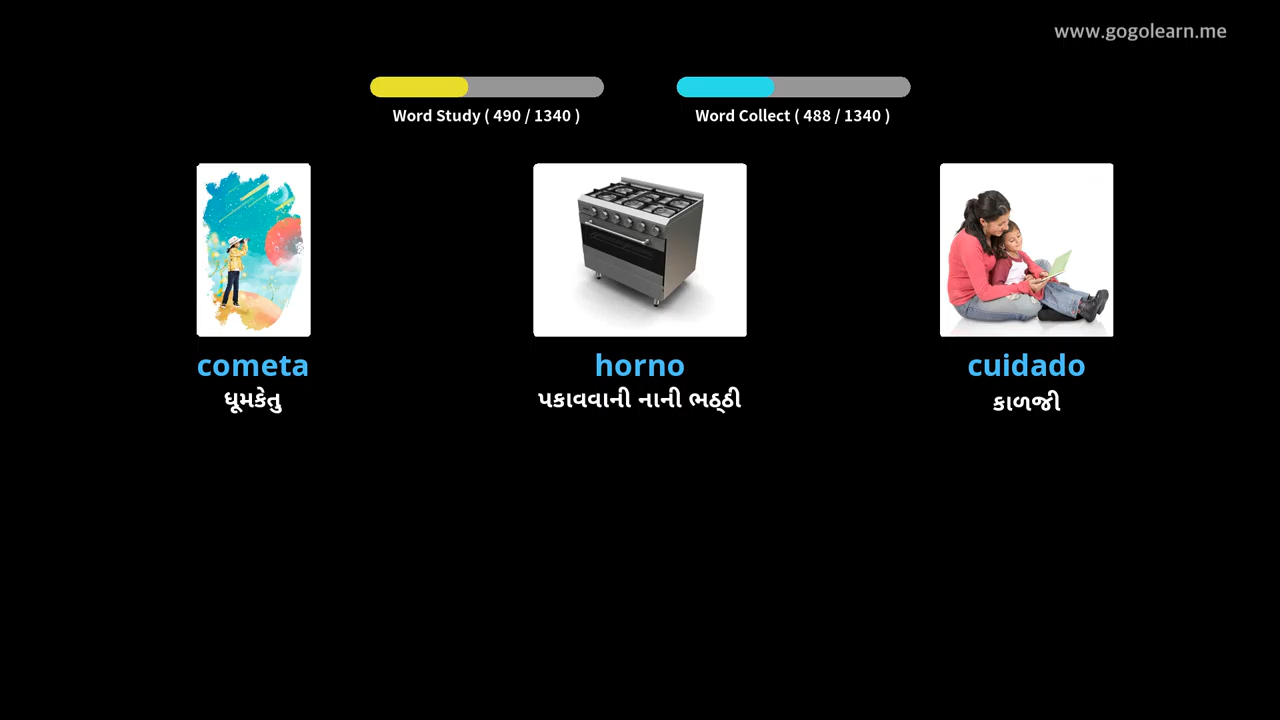 www.gogolearn.me
Word Study ( 490 / 1340 )
Word Collect ( 488 / 1340 )
cometa
ધૂમકેતુ
horno
પકાવવાની નાની ભઠ્ઠી
cuidado
કાળજી